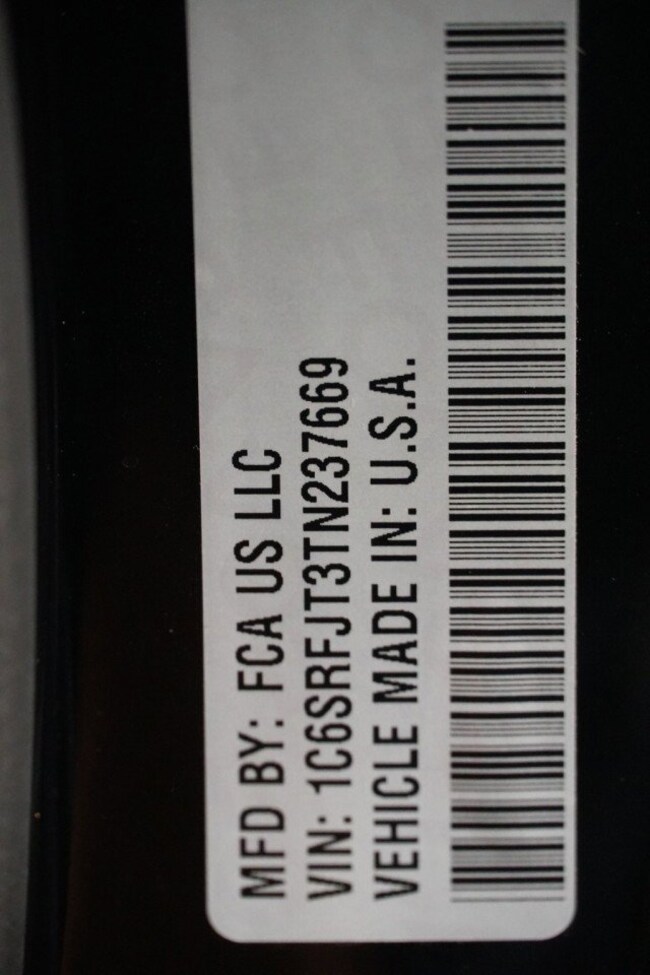 MFD BY: FCA US LLC
VIN: 1C6SRFJT3TN237669
VEHICLE MADE IN: U.S.A.